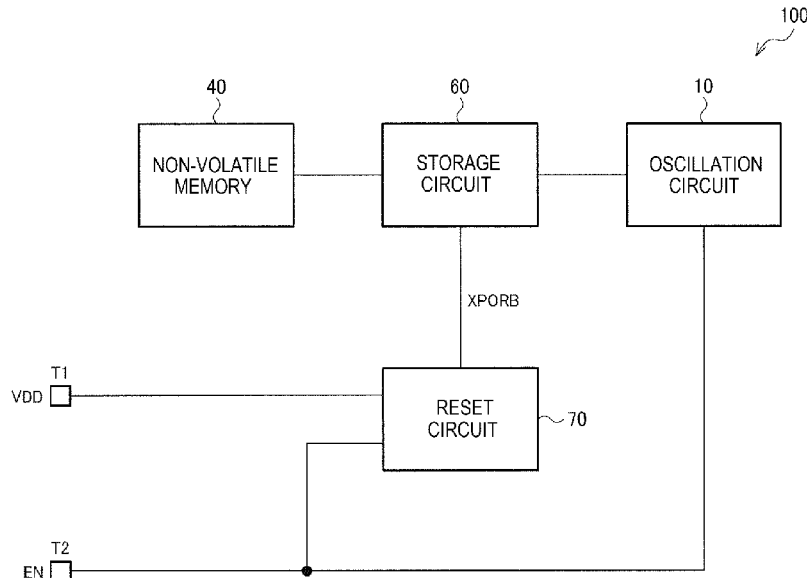 100
40
60
10
NON-VOLATILE
MEMORY
STORAGE
CIRCUIT
OSCILLATION
CIRCUIT
XPORB
T1
VDD
RESET
CIRCUIT
70
T2
EN